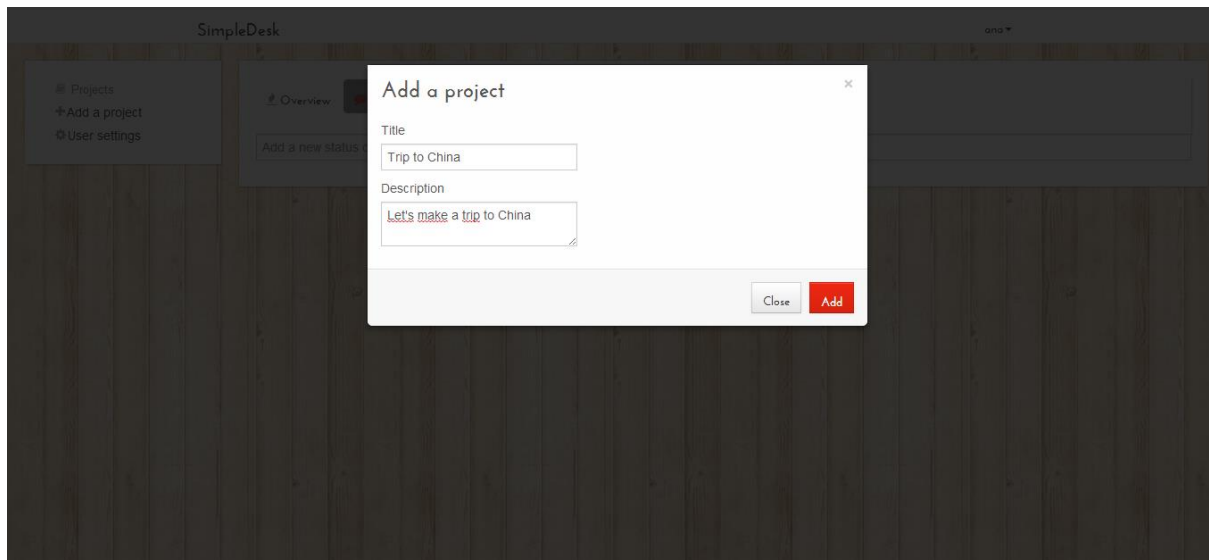 SimpleDesk
ana
Projects
Add a project
User settings
Overview
Add a new status
Add a project
×
Title
Trip to China
Description
Let's make a trip to China
Close
Add